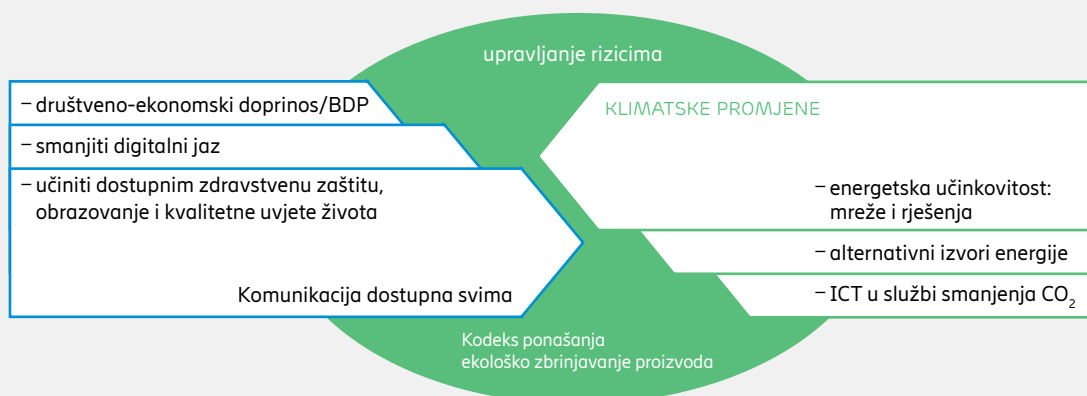 upravljanje rizicima
– društveno-ekonomski doprinos/BDP
– smanjiti digitalni jaz
– učiniti dostupnim zdravstvenu zaštitu,
obrazovanje i kvalitetne uvjete života
Komunikacija dostupna svima
KLIMATSKE PROMJENE
– energetska učinkovitost:
mreže i rješenja
– alternativni izvori energije
– ICT u službi smanjenja CO₂
Kodeks ponašanja
ekološko zbrinjavanje proizvoda